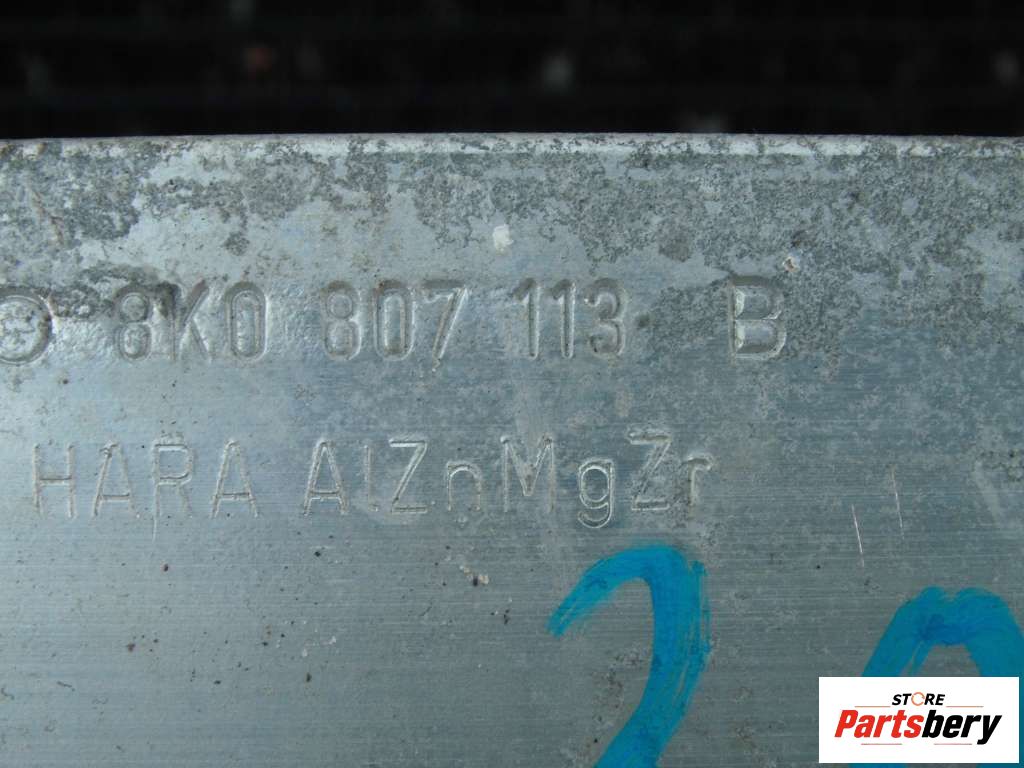 8K0 807 113 B
HARA AlZnMgZr
STORE
Partsbery